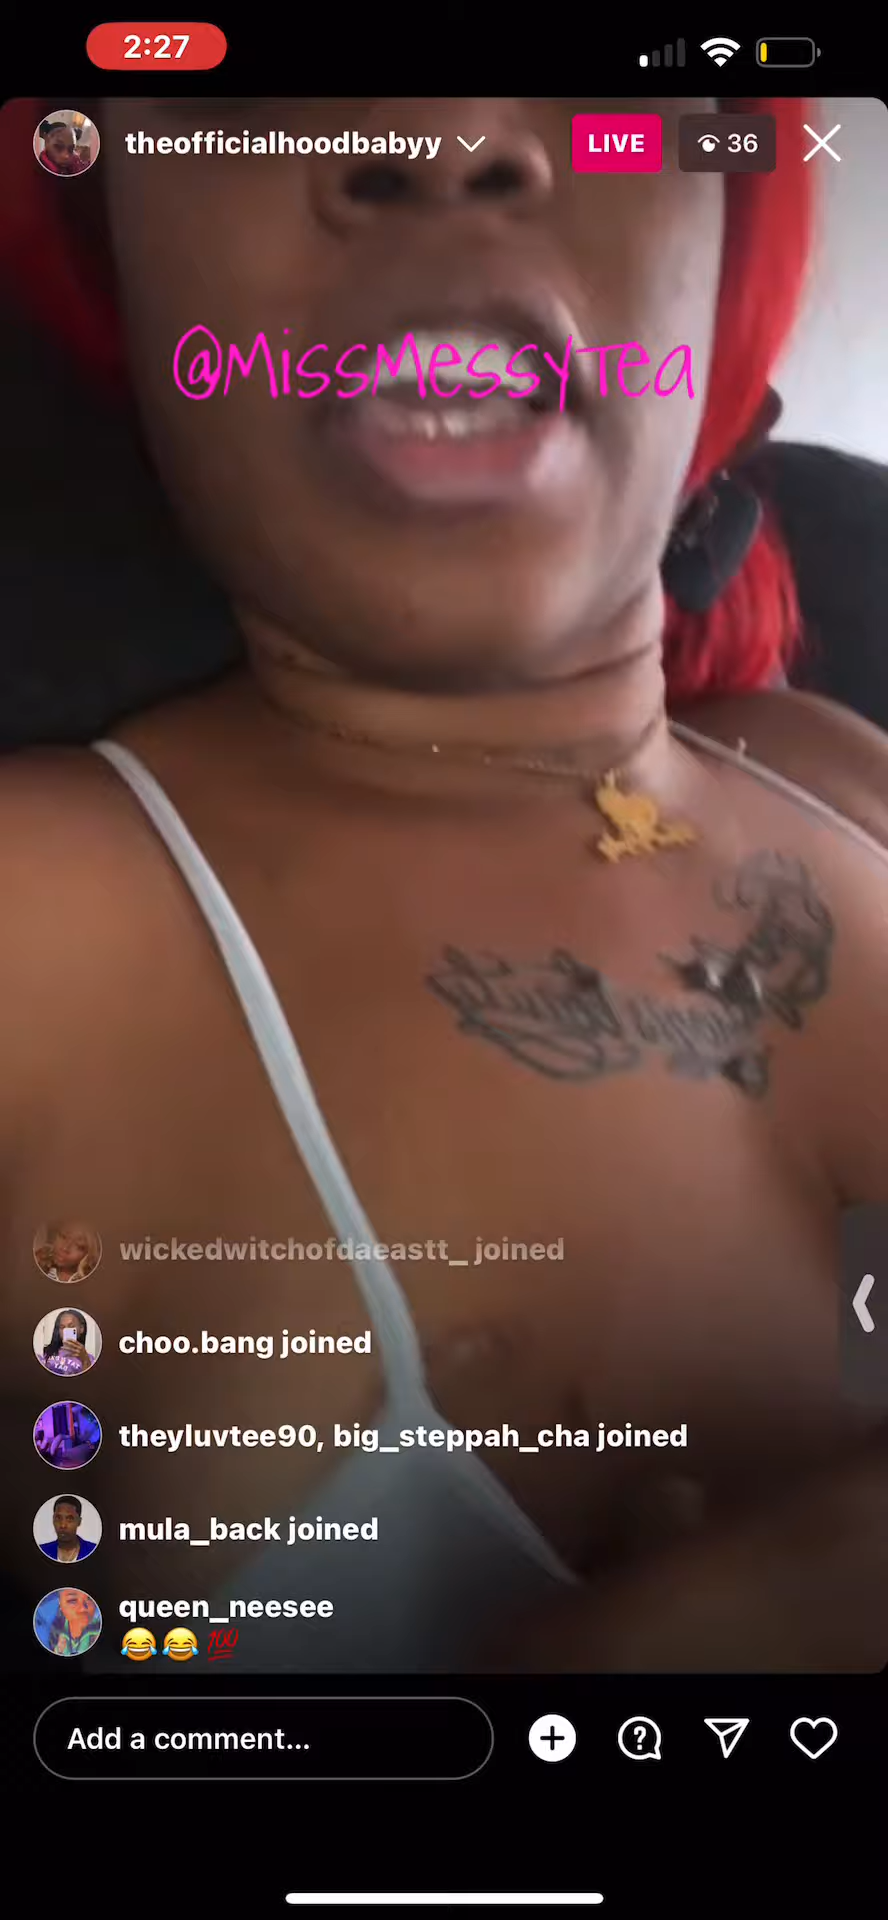 2:27
theofficialhoodbabyy
LIVE
36
@MissMessyTea
wickedwitchofdaeastt_ joined
choo.bang joined
theyluvtee90, big_steppah_cha joined
mula_back joined
queen_neesee
😂😂💯
Add a comment...